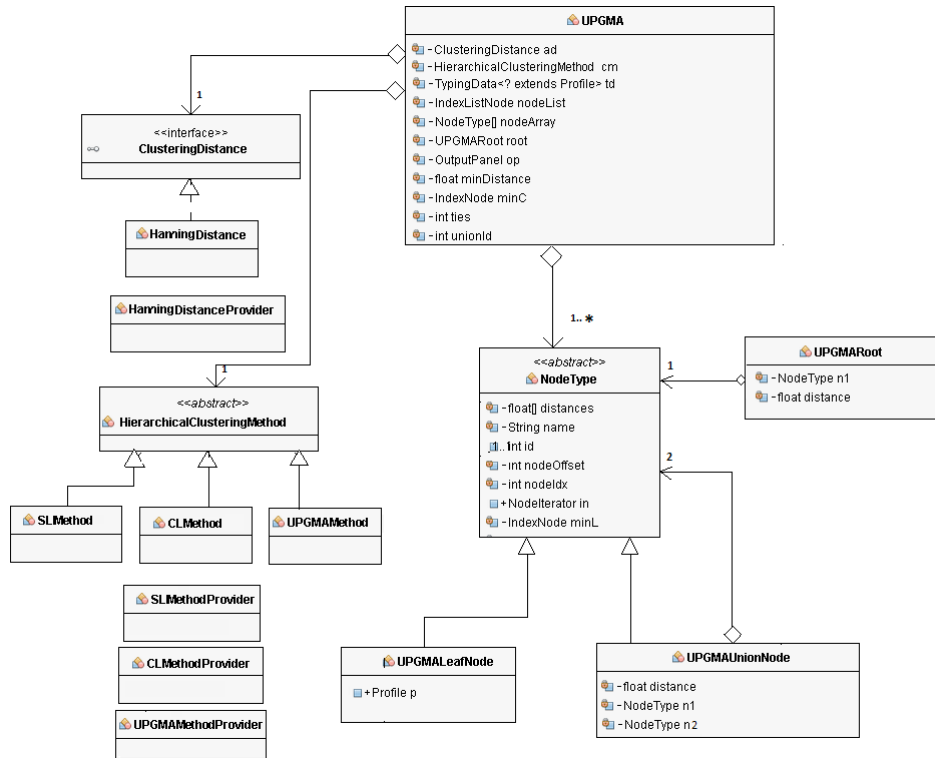 UPGMA
-ClusteringDistance ad
-HierarchicalClusteringMethod cm
-TypingData<? extends Profile> td
-IndexListNode nodeList
-NodeType[] nodeArray
-UPGMARoot root
-OutputPanel op
-float minDistance
-IndexNode minC
-int ties
-int unionId
1
<<interface>>
ClusteringDistance
HammingDistance
HammingDistanceProvider
1
<<abstract>>
HierarchicalClusteringMethod
SLMethod
CLMethod
UPGMAMethod
SLMethodProvider
CLMethodProvider
UPGMAMethodProvider
1..*
<<abstract>>
NodeType
-float[] distances
-String name
int id
-int nodeOffset
-int nodeIdx
+NodeIterator in
-IndexNode minL
1
UPGMARoot
-NodeType n1
-float distance
2
UPGMALeafNode
+Profile p
UPGMAUnionNode
-float distance
-NodeType n1
-NodeType n2